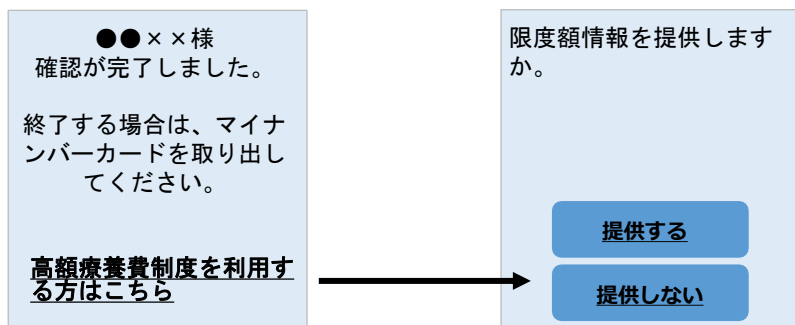 ●●××様
確認が完了しました。
終了する場合は、マイナ
ンバーカードを取り出し
てください。
高額療養費制度を利用す
る方はこちら
限度額情報を提供します
か。
提供する
提供しない